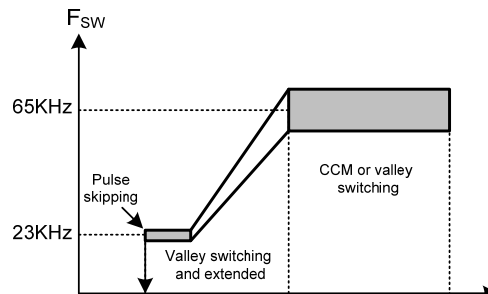 Fsw
65KHz
Pulse
skipping
CCM or valley
switching
23KHz
Valley switching
and extended